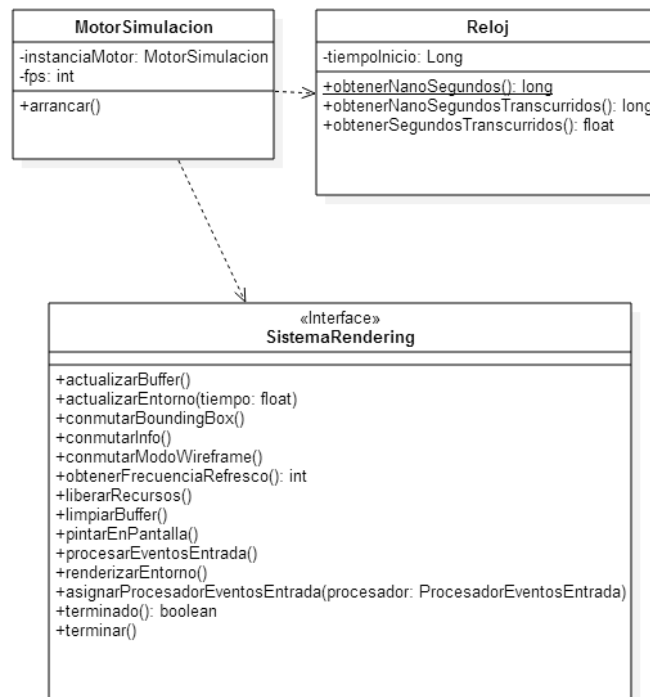 MotorSimulacion
-instanciaMotor: MotorSimulacion
-fps: int
+arrancar()
Reloj
-tiempoInicio: Long
+obtenerNanoSegundos(): long
+obtenerNanoSegundosTranscurridos(): long
+obtenerSegundosTranscurridos(): float
«Interface»
SistemaRendering
+actualizarBuffer()
+actualizarEntorno(tiempo: float)
+conmutarBoundingBox()
+conmutarInfo()
+conmutarModoWireframe()
+obtenerFrecuenciaRefresco(): int
+liberarRecursos()
+limpiarBuffer()
+pintarEnPantalla()
+procesarEventosEntrada()
+renderizarEntorno()
+asignarProcesadorEventosEntrada(procesador: ProcesadorEventosEntrada)
+terminado(): boolean
+terminar()